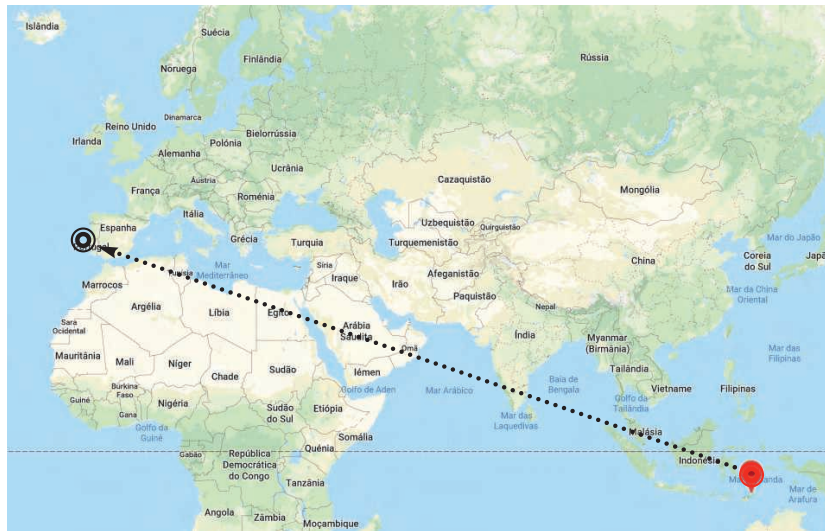 Islândia
Suécia
Finlândia
Noruega
Rússia
Dinamarca
Reino Unido
Irlanda
Bielorrússia
Polónia
Alemanha
Ucrânia
Áustria
França
Roménia
Cazaquistão
Mongólia
Itália
Espanha
Portugal
Grécia
Turquia
Uzbequistão
Quirguistão
Turquemenistão
Mar do Japão
Coreia
do Sul
Japã
China
Mar
Mediterrâneo
Tunísia
Síria
Iraque
Irão
Afeganistão
Paquistão
Nepal
Mar da China
Oriental
Marrocos
Argélia
Líbia
Egito
Sara
Ocidental
Arábia
Saudita
Omã
Índia
Myanmar
(Birmânia)
Mar das
Filipinas
Mauritânia
Mali
Níger
Chade
Sudão
Iémen
Tailândia
Golfo de Aden
Mar Arábico
Baía de
Bengala
Vietname
Filipinas
Burkina
Faso
Guiné
Gana
Nigéria
Sudão
do Sul
Etiópia
Golfo da
Tailândia
Mar das
Laquedivas
Golfo da
Guiné
Somália
Malásia
Quénia
Gabão
República
Democrática
do Congo
Indonésia
Tanzânia
Mar de
Arafura
Angola
Zâmbia
Moçambique